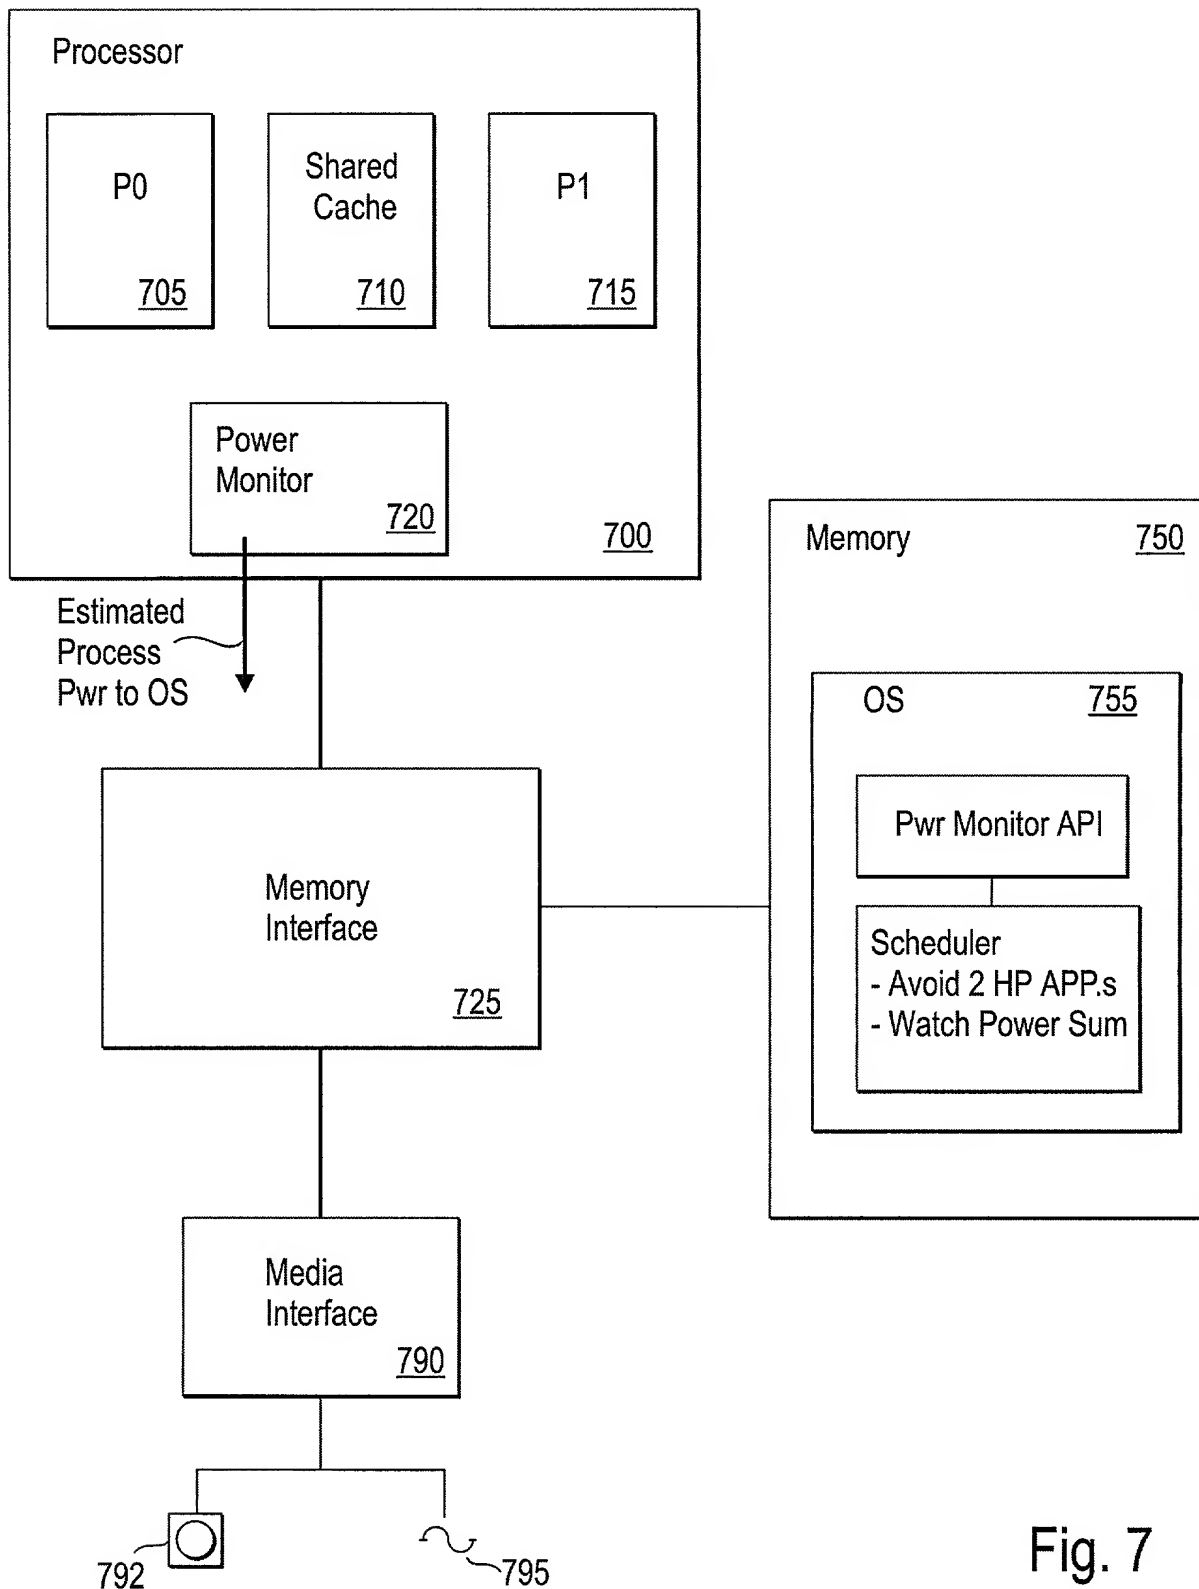 Processor
P0
705
Shared
Cache
710
P1
715
Power
Monitor
720
700
Estimated
Process
Pwr to OS
Memory
Interface
725
Memory 750
OS 755
Pwr Monitor API
Scheduler
- Avoid 2 HP APP.s
- Watch Power Sum
Media
Interface
790
792
795
Fig. 7